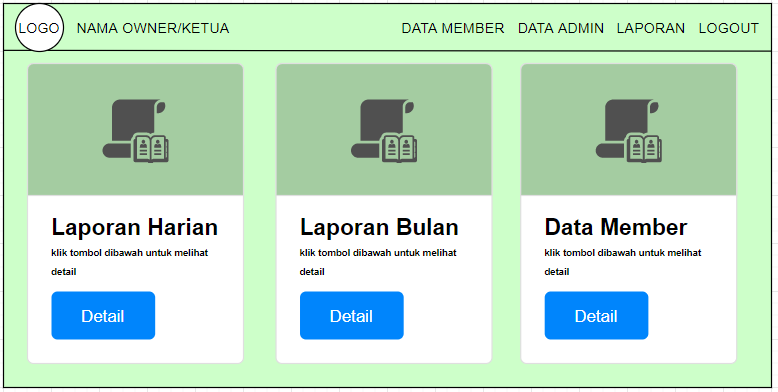 LOGO NAMA OWNER/KETUA DATA MEMBER DATA ADMIN LAPORAN LOGOUT
Laporan Harian
klik tombol dibawah untuk melihat
detail
Detail
Laporan Bulan
klik tombol dibawah untuk melihat
detail
Detail
Data Member
klik tombol dibawah untuk melihat
detail
Detail